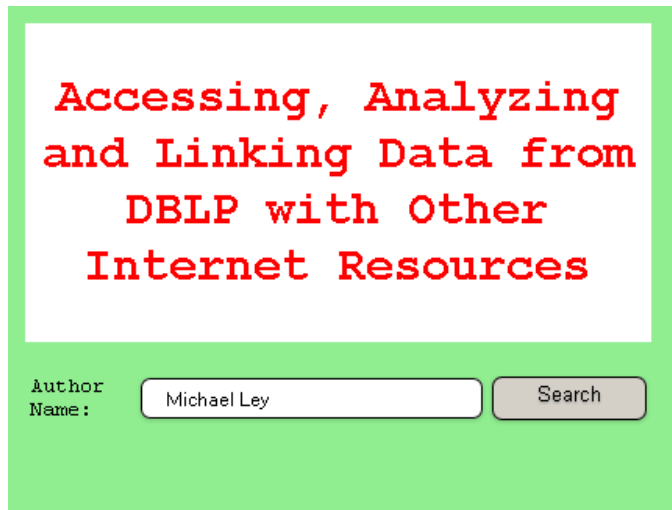 Accessing, Analyzing
and Linking Data from
DBLP with Other
Internet Resources
Author
Name:
Michael Ley
Search